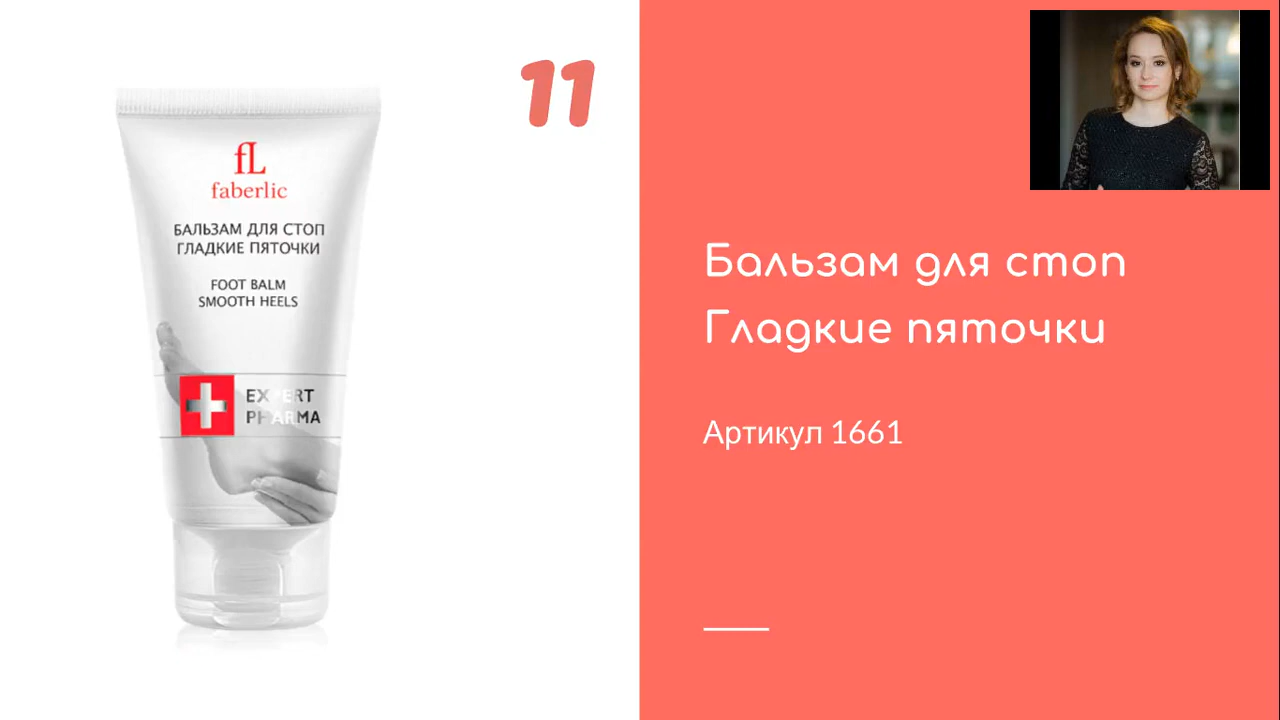 11
fL
faberlic
БАЛЬЗАМ ДЛЯ СТОП
ГЛАДКИЕ ПЯТОЧКИ
FOOT BALM
SMOOTH HEELS
EXPERT
PHARMA
Бальзам для стоп
Гладкие пяточки
Артикул 1661